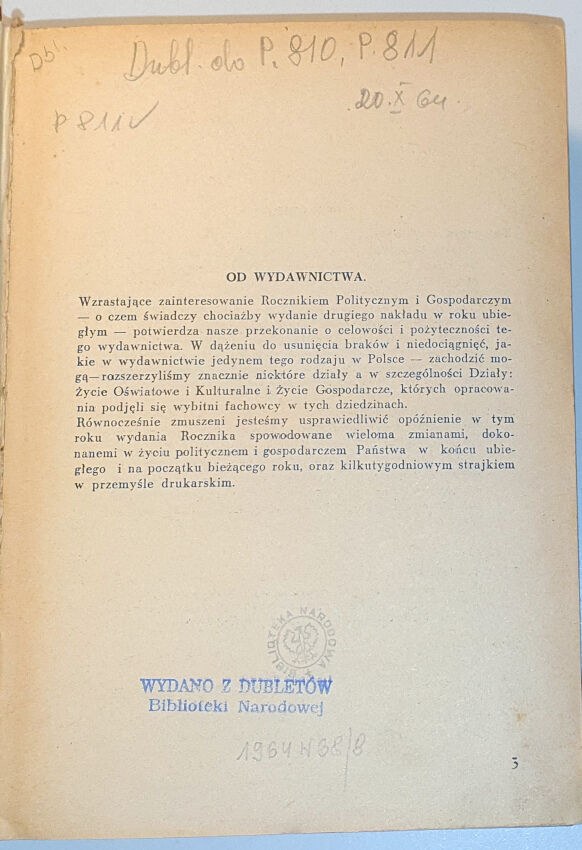 Dbl.
Dubl. do P. 810, P. 811
20.X 64.
P 811 V
OD WYDAWNICTWA.
Wzrastające zainteresowanie Rocznikiem Politycznym i Gospodarczym
— o czem świadczy chociażby wydanie drugiego nakładu w roku ubie-
głym — potwierdza nasze przekonanie o celowości i pożyteczności te-
go wydawnictwa. W dążeniu do usunięcia braków i niedociągnięć, ja-
kie w wydawnictwie jedynem tego rodzaju w Polsce — zachodzić mo-
gą—rozszerzyliśmy znacznie niektóre działy a w szczególności Działy:
Życie Oświatowe i Kulturalne i Życie Gospodarcze, których opracowa-
nia podjęli się wybitni fachowcy w tych dziedzinach.
Równocześnie zmuszeni jesteśmy usprawiedliwić opóźnienie w tym
roku wydania Rocznika spowodowane wieloma zmianami, doko-
nanemi w życiu politycznem i gospodarczem Państwa w końcu ubie-
głego i na początku bieżącego roku, oraz kilkutygodniowym strajkiem
w przemyśle drukarskim.
BIBLIOTEKA NARODOWA
WYDANO Z DUBLETÓW
Biblioteki Narodowej
1964
5